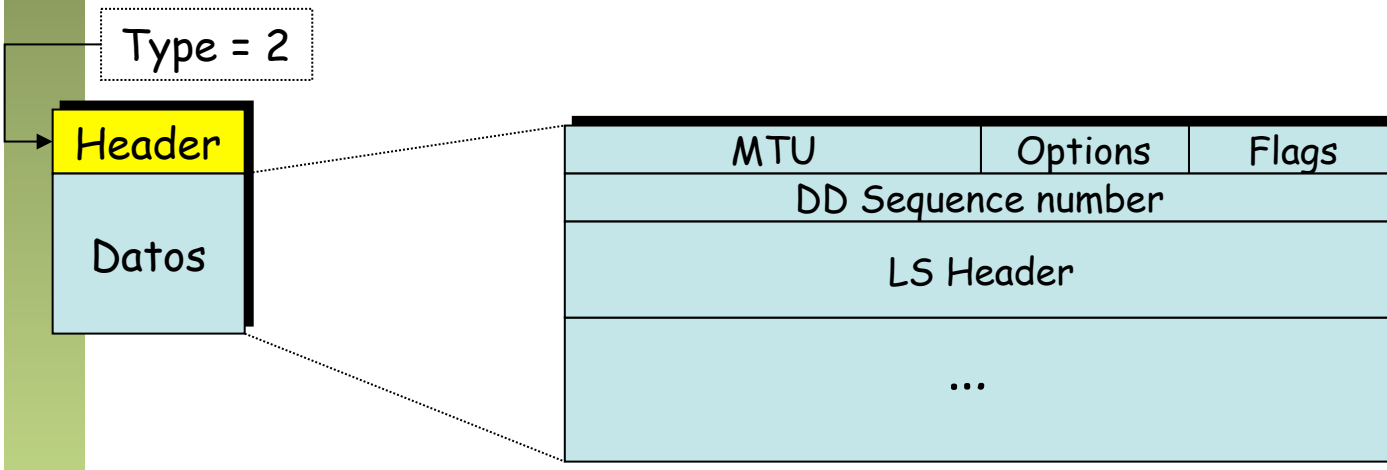 Type = 2
Header
Datos
MTU Options Flags
DD Sequence number
LS Header
...